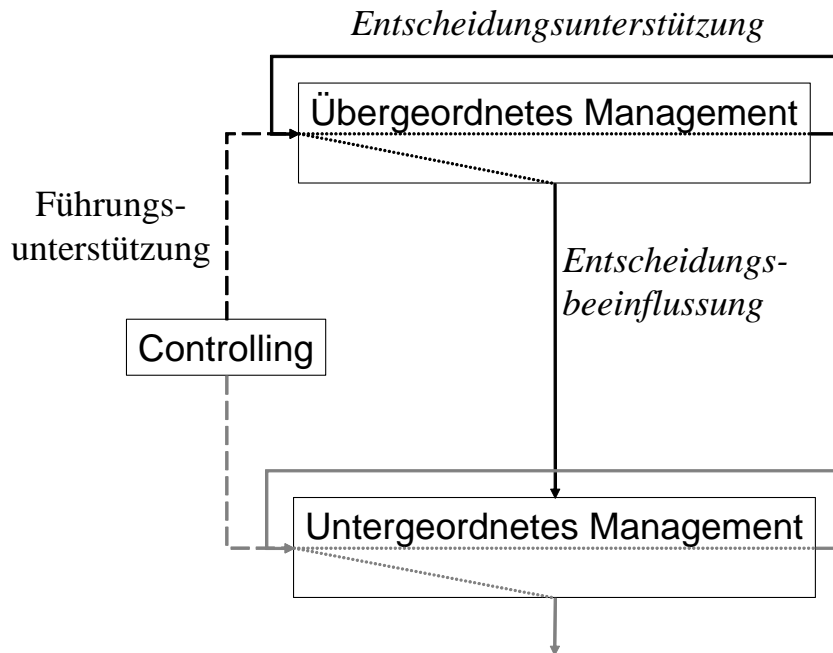 Entscheidungsunterstützung
Übergeordnetes Management
Führungs-
unterstützung
Entscheidungs-
beeinflussung
Controlling
Untergeordnetes Management